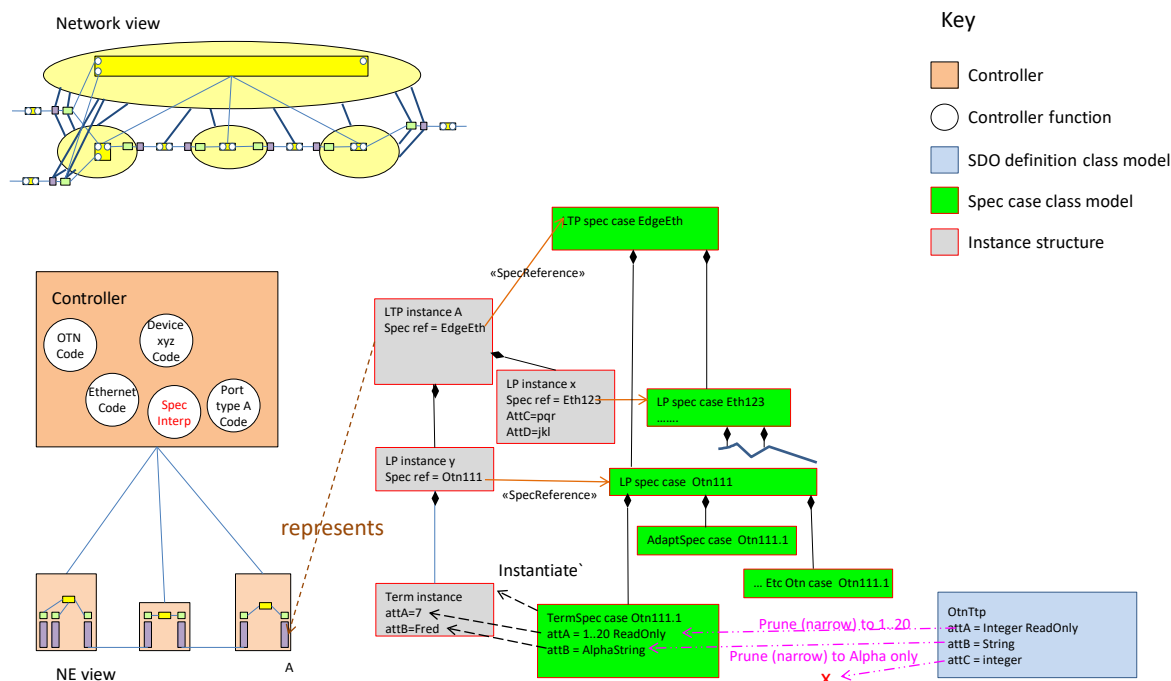 Network view
Key
Controller
Controller function
SDO definition class model
Spec case class model
Instance structure
LTP spec case EdgeEth
«SpecReference»
Controller
OTN
Code
Device
xyz
Code
Ethernet
Code
Spec
Interp
Port
type A
Code
LTP instance A
Spec ref = EdgeEth
LP instance x
Spec ref = Eth123
AttC=pqr
AttD=jkl
LP spec case Eth123
.......
LP instance y
Spec ref = Otn111
«SpecReference»
LP spec case  Otn111
represents
AdaptSpec case  Otn111.1
... Etc Otn case  Otn111.1
Instantiate`
Term instance
attA=7
attB=Fred
TermSpec case Otn111.1
attA = 1..20 ReadOnly
attB = AlphaString
Prune (narrow) to 1..20
Prune (narrow) to Alpha only
X
OtnTtp
attA = Integer ReadOnly
attB = String
attC = integer
A
NE view